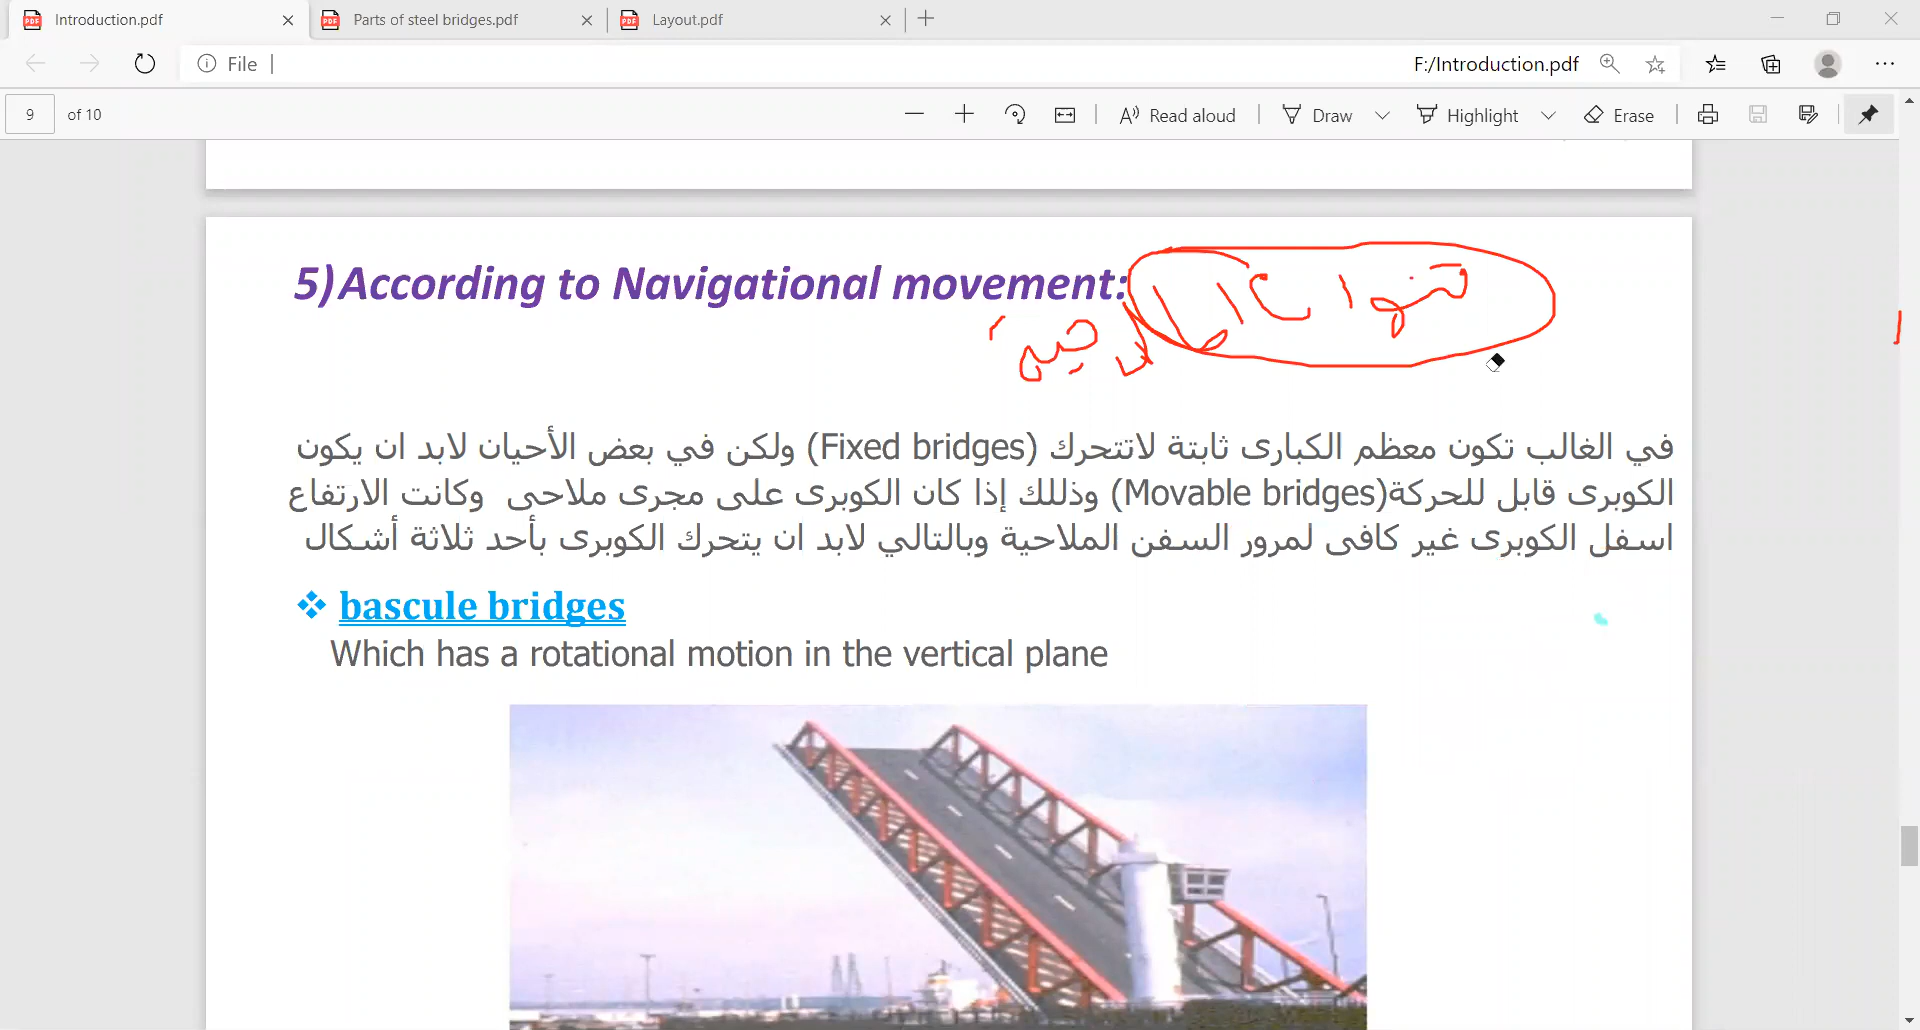 Introduction.pdf
Parts of steel bridges.pdf
Layout.pdf
File
F:/Introduction.pdf
9 of 10
Read aloud
Draw
Highlight
Erase
5)According to Navigational movement:
في الغالب تكون معظم الكبارى ثابتة لاتتحرك (Fixed bridges) ولكن في بعض الأحيان لابد ان يكون
الكوبرى قابل للحركة(Movable bridges) وذللك إذا كان الكوبرى على مجرى ملاحى وكانت الارتفاع
اسفل الكوبرى غير كافى لمرور السفن الملاحية وبالتالي لابد ان يتحرك الكوبرى بأحد ثلاثة أشكال
❖ bascule bridges
Which has a rotational motion in the vertical plane